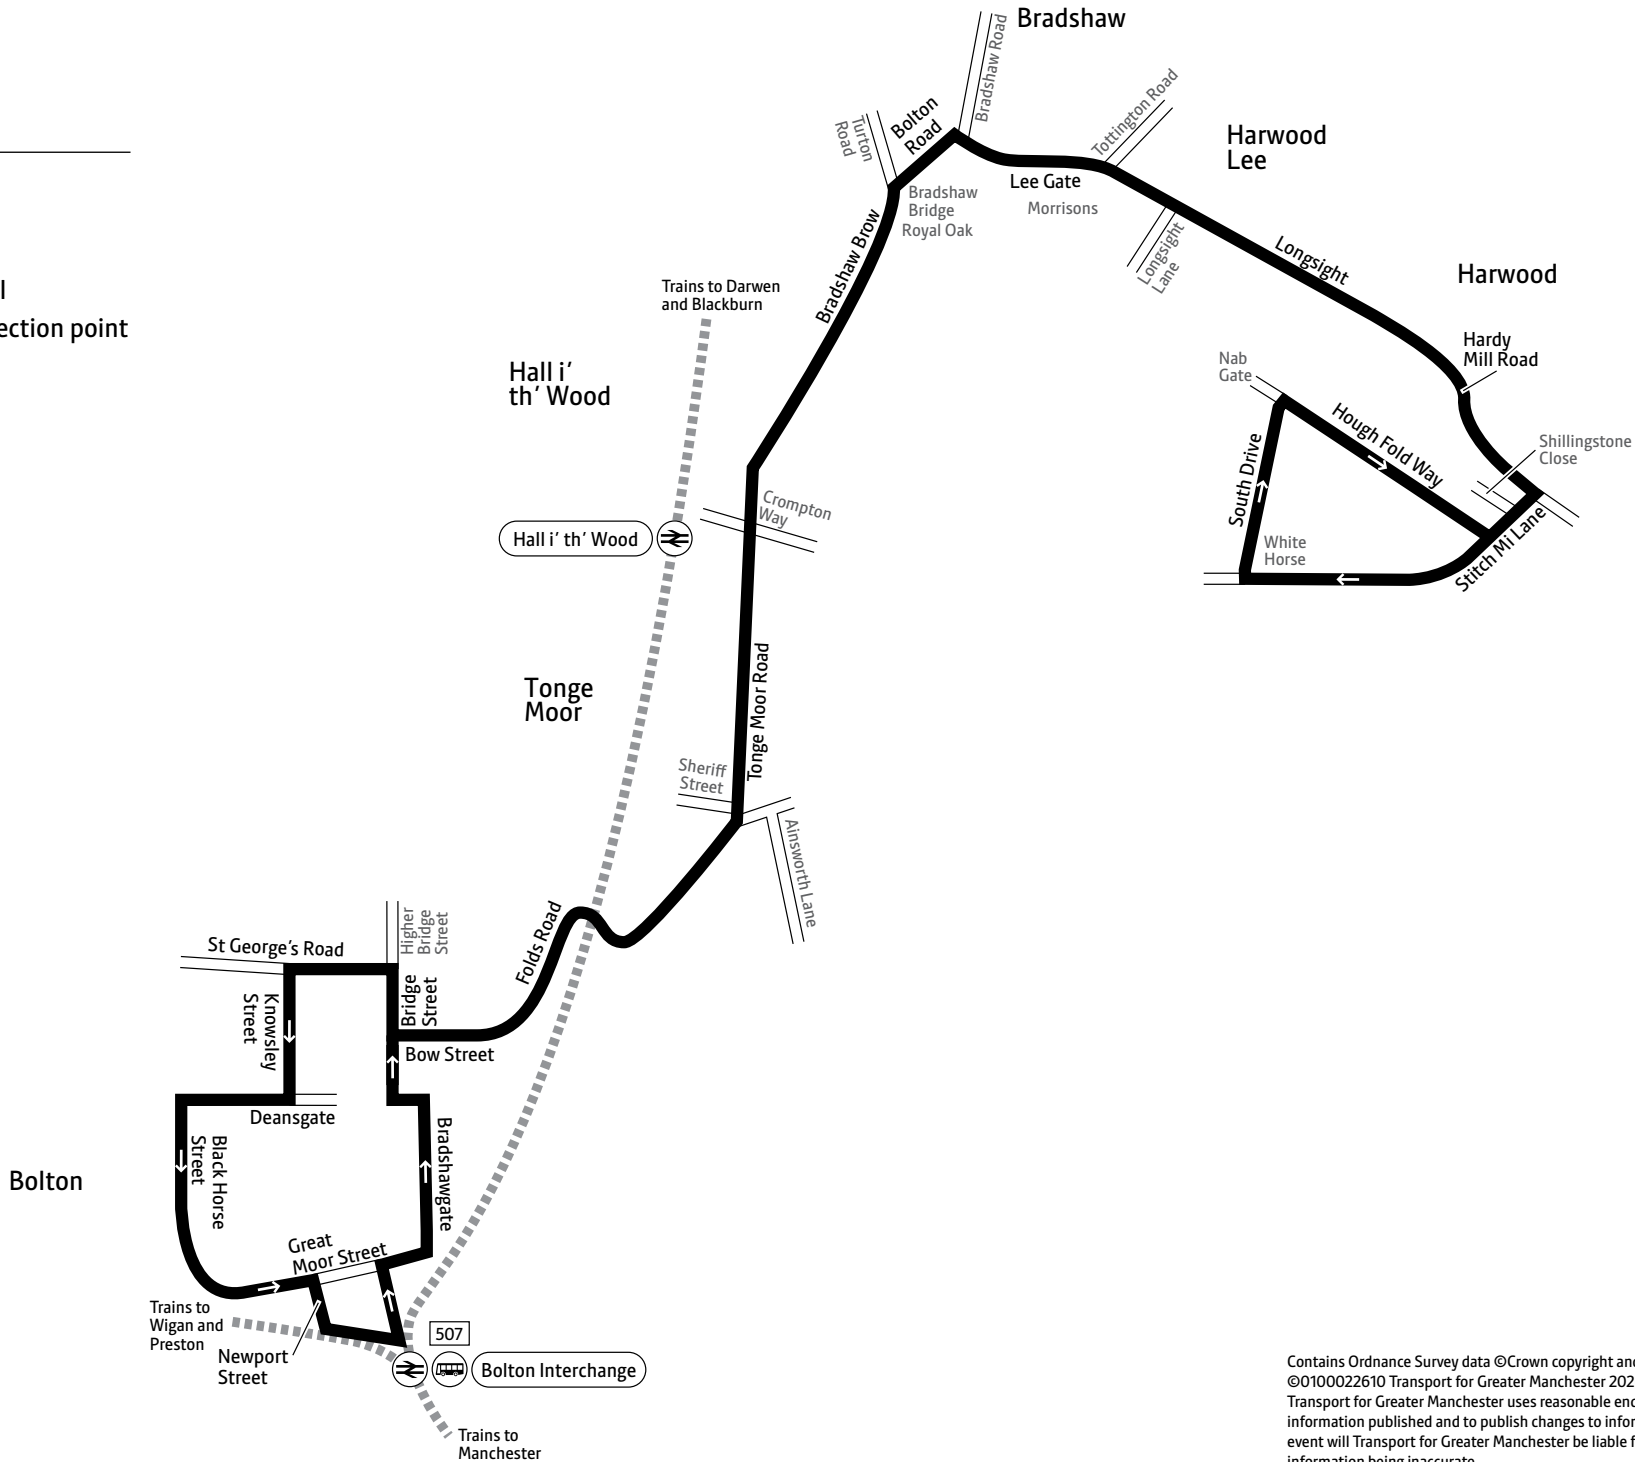 Bradshaw
Bradshaw Road
Tottington Road
Harwood
Lee
Turton
Road
Bolton
Road
Lee Gate
Morrisons
Bradshaw
Bridge
Royal Oak
Longsight
Lane
Longsight
Harwood
Bradshaw Brow
Trains to Darwen
and Blackburn
ection point
Hardy
Mill Road
Nab
Gate
Hall i'
th' Wood
Hough Fold Way
Shillingstone
Close
South Drive
White
Horse
Stitch Mi Lane
Crompton
Way
Hall i' th' Wood
Tonge
Moor
Tonge Moor Road
Sheriff
Street
Ainsworth Lane
Folds Road
Higher
Bridge
Street
St George's Road
Knowsley
Street
Bridge
Street
Bow Street
Deansgate
Black Horse
Street
Bradshawgate
Bolton
Great
Moor Street
Trains to
Wigan and
Preston
Newport
Street
507
Bolton Interchange
Trains to
Manchester
Contains Ordnance Survey data ©Crown copyright and
©0100022610 Transport for Greater Manchester 202
Transport for Greater Manchester uses reasonable
information published and to publish changes to
event will Transport for Greater Manchester be liable
information being inaccurate